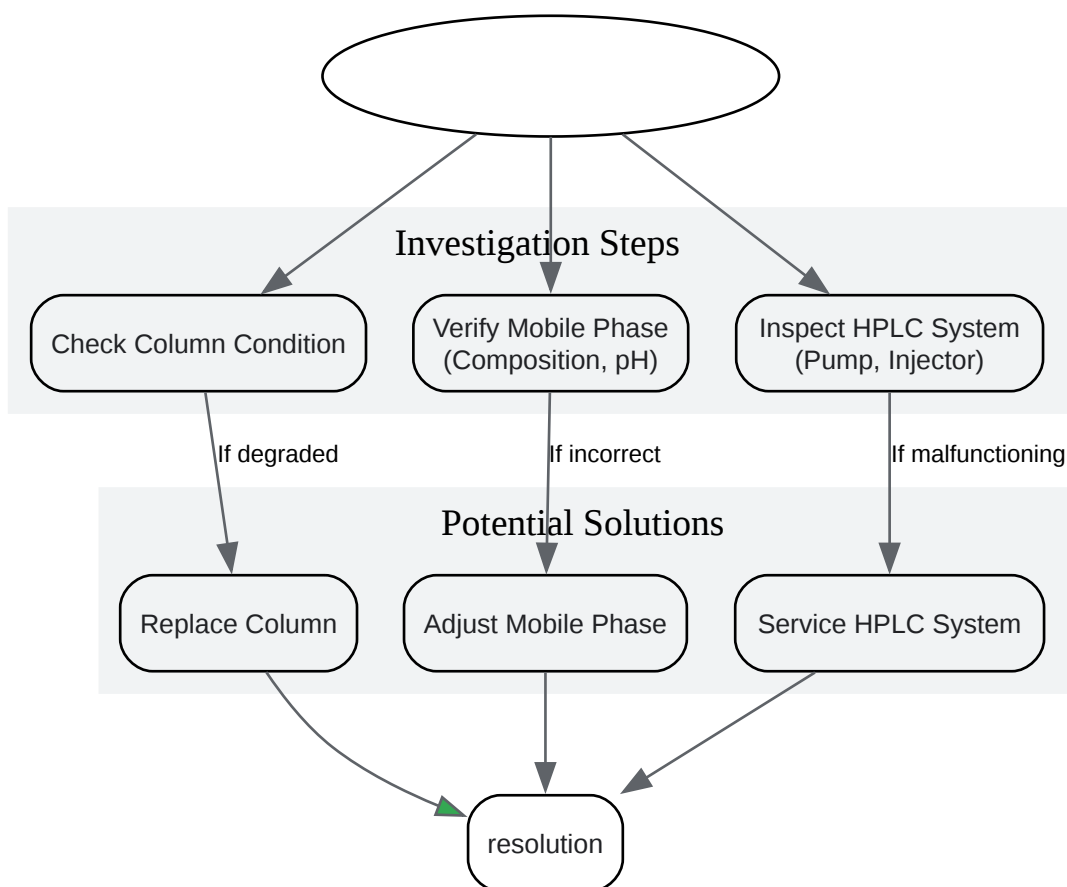 Investigation Steps
Check Column Condition
Verify Mobile Phase
(Composition, pH)
Inspect HPLC System
(Pump, Injector)
If degraded
If incorrect
If malfunctioning
Potential Solutions
Replace Column
Adjust Mobile Phase
Service HPLC System
resolution